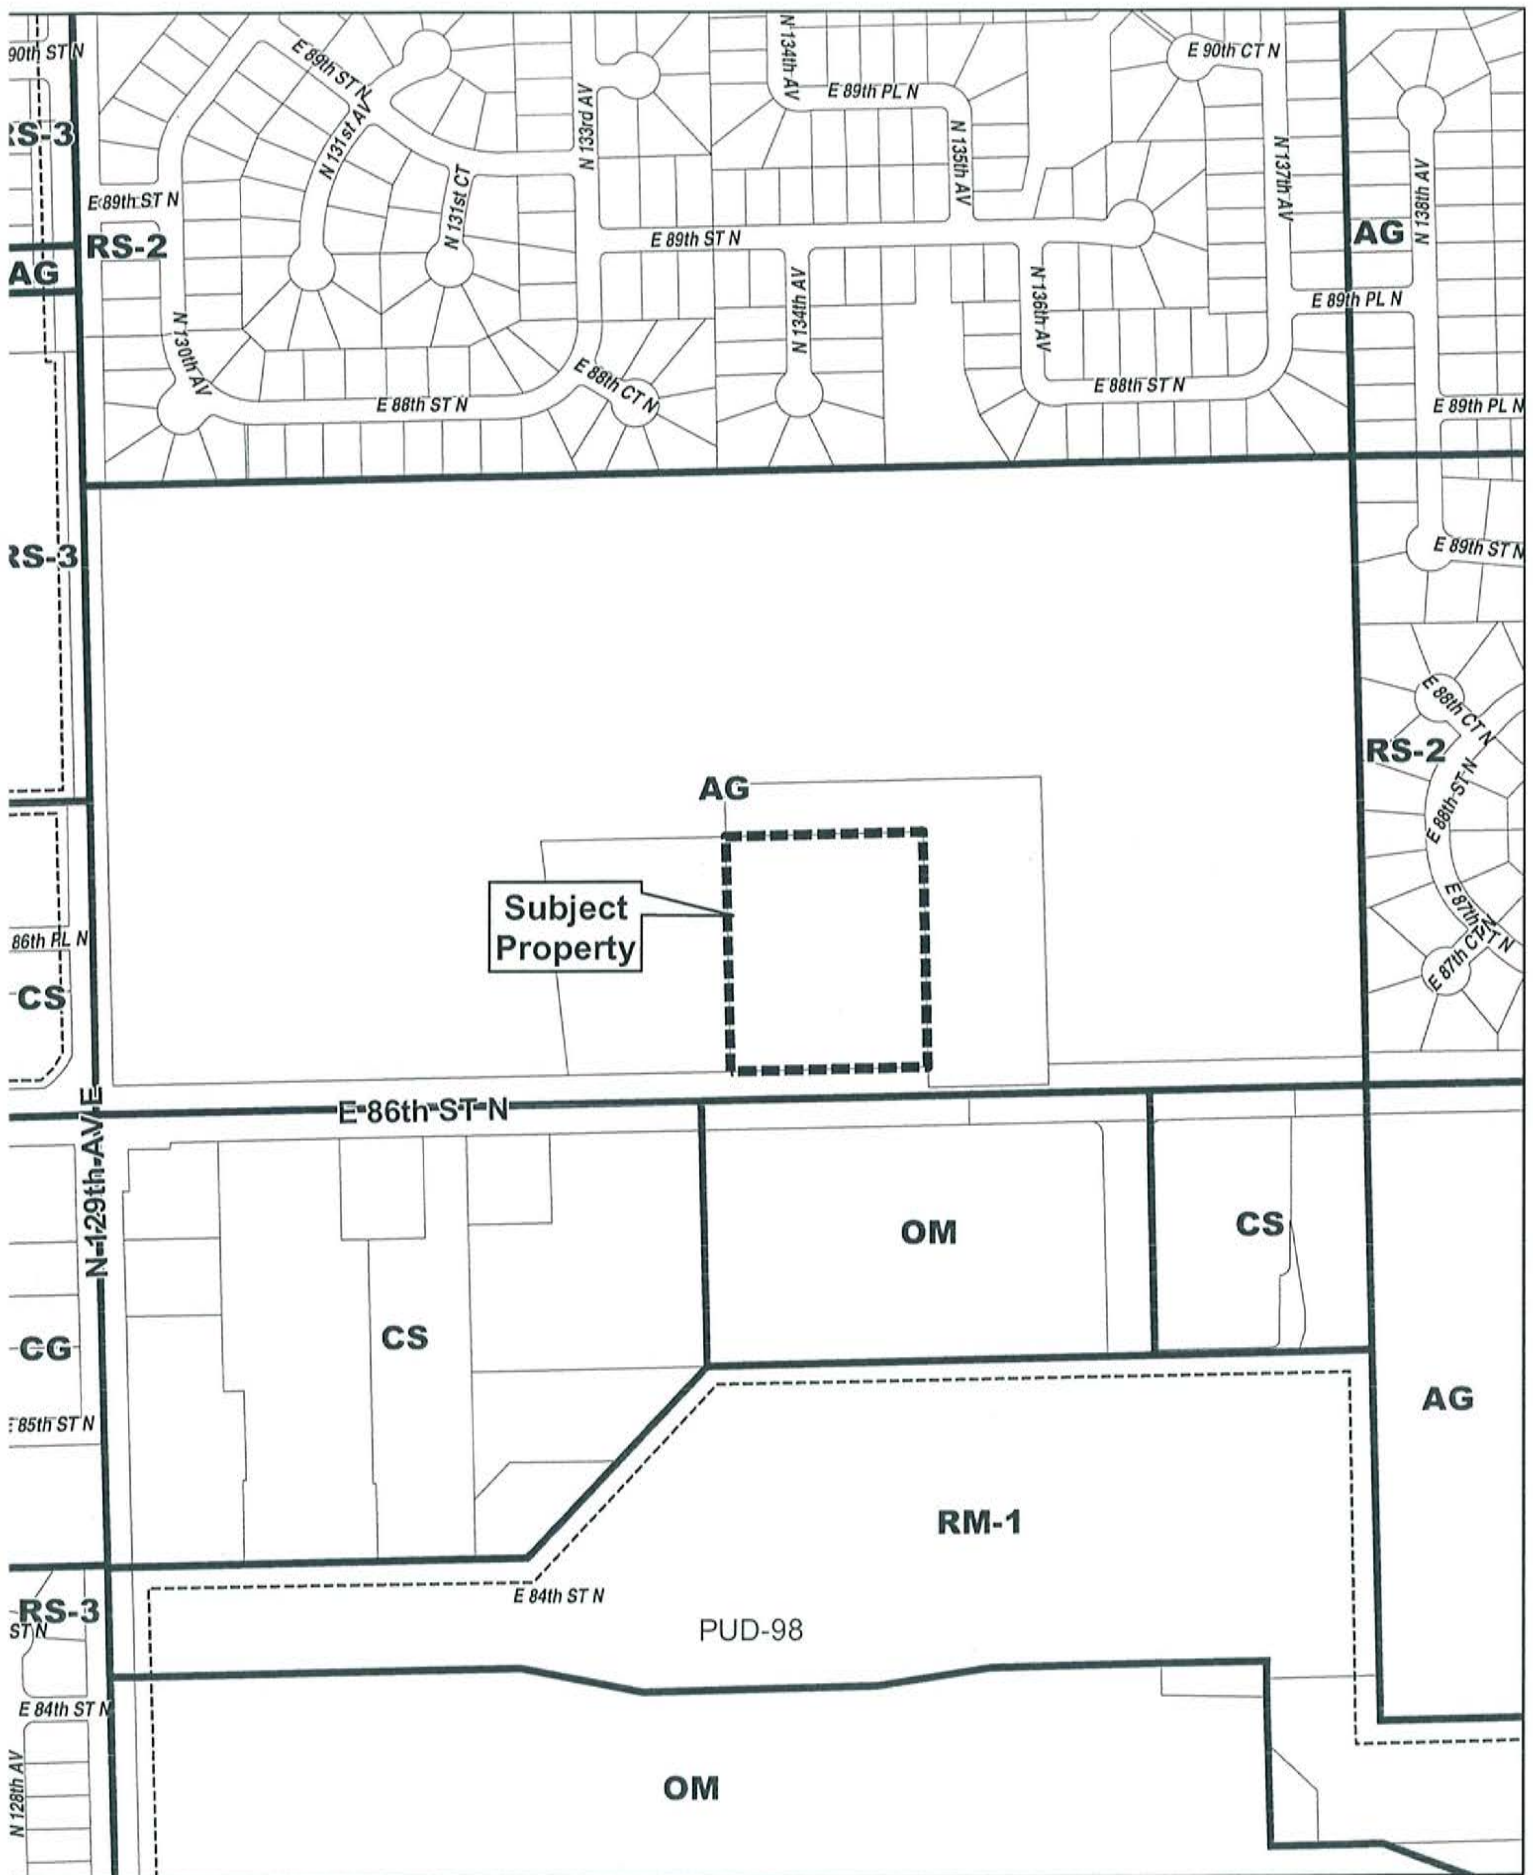 90th ST N
E 89th ST N
N 134th AV
E 90th CT N
E 89th PL N
N 133rd AV
N 131st AV
RS-3
N 135th AV
N 137th AV
N 138th AV
E 89th ST N
N 131st CT
RS-2
E 89th ST N
AG
AG
N 134th AV
N 136th AV
E 89th PL N
N 130th AV
E 88th CT N
E 88th ST N
E 88th ST N
E 89th PL N
RS-3
E 89th ST N
E 88th CT N
RS-2
AG
E 88th ST N
Subject
Property
E 87th ST N
E 87th CT N
86th PL N
CS
E 86th ST N
N 129th AV E
OM
CS
CS
CG
AG
E 85th ST N
RM-1
E 84th ST N
RS-3
ST N
PUD-98
E 84th ST N
N 128th AV
OM